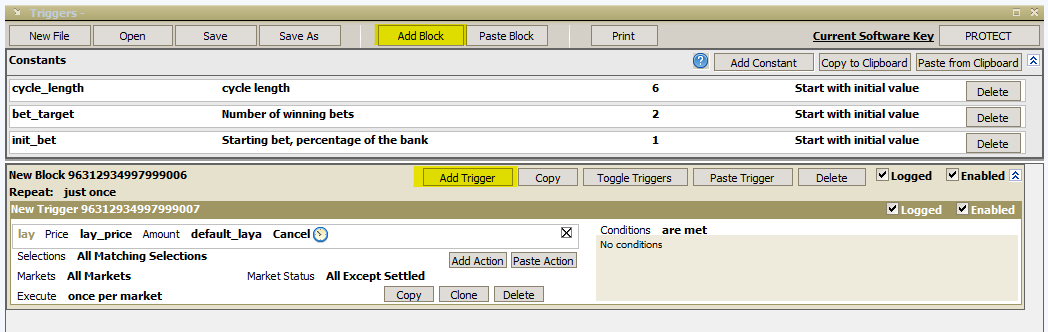 Triggers -
New File Open Save Save As Add Block Paste Block Print Current Software Key PROTECT
Constants ? Add Constant Copy to Clipboard Paste from Clipboard
cycle_length cycle length 6 Start with initial value Delete
bet_target Number of winning bets 2 Start with initial value Delete
init_bet Starting bet, percentage of the bank 1 Start with initial value Delete
New Block 96312934997999006 Add Trigger Copy Toggle Triggers Paste Trigger Delete Logged Enabled
Repeat: just once
New Trigger 96312934997999007 Logged Enabled
lay Price lay_price Amount default_laya Cancel
Conditions are met
No conditions
Selections All Matching Selections
Add Action Paste Action
Markets All Markets Market Status All Except Settled
Execute once per market Copy Clone Delete